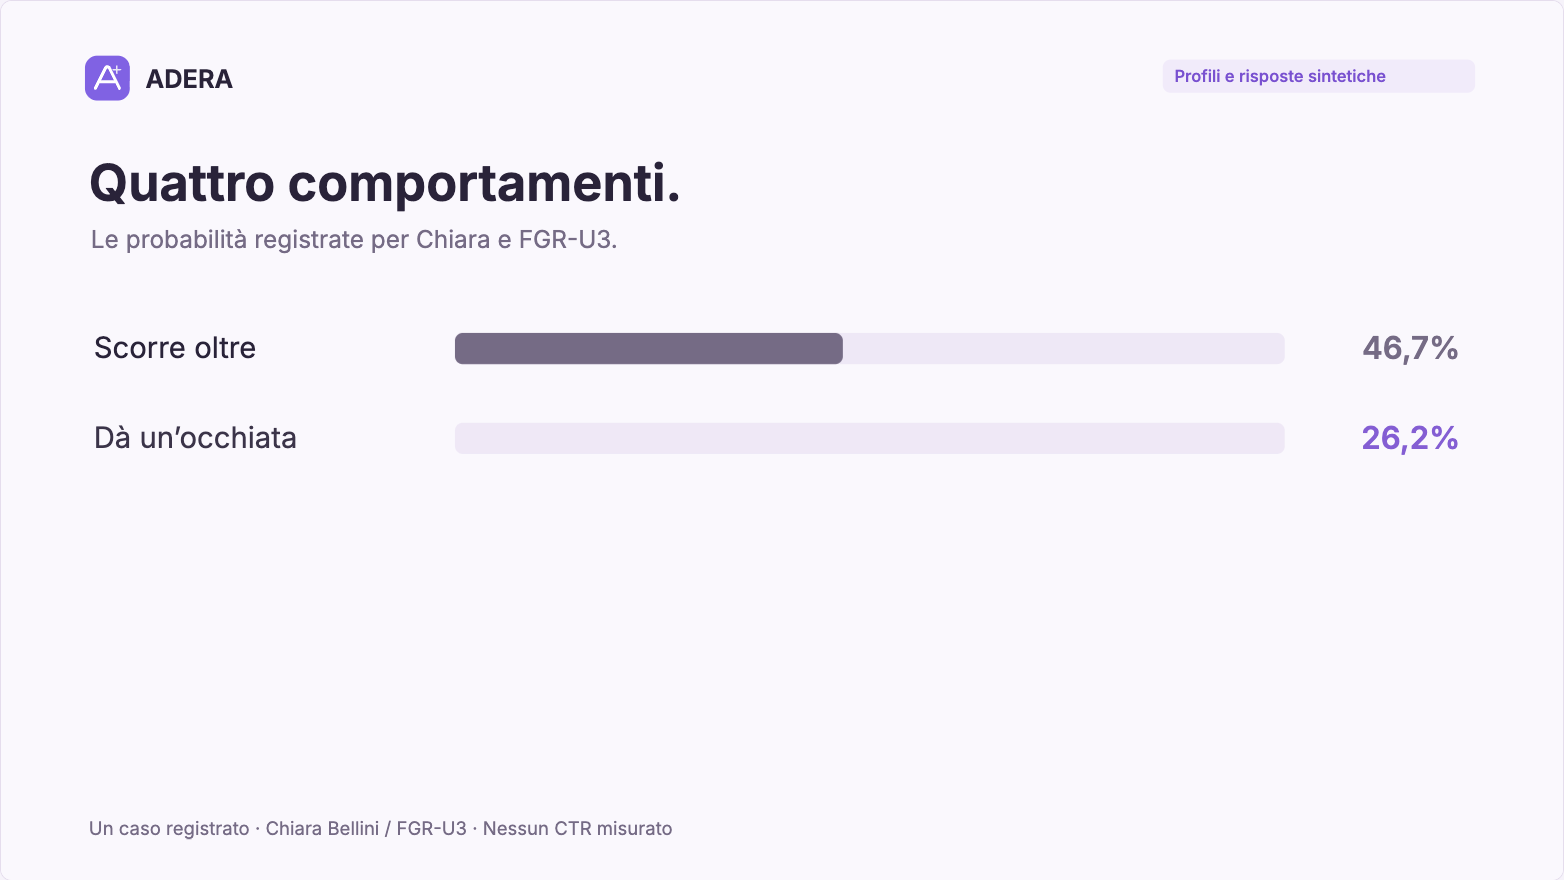 ADERA
Profili e risposte sintetiche
Quattro comportamenti.
Le probabilità registrate per Chiara e FGR-U3.
Scorre oltre 46,7%
Dà un’occhiata 26,2%
Un caso registrato · Chiara Bellini / FGR-U3 · Nessun CTR misurato